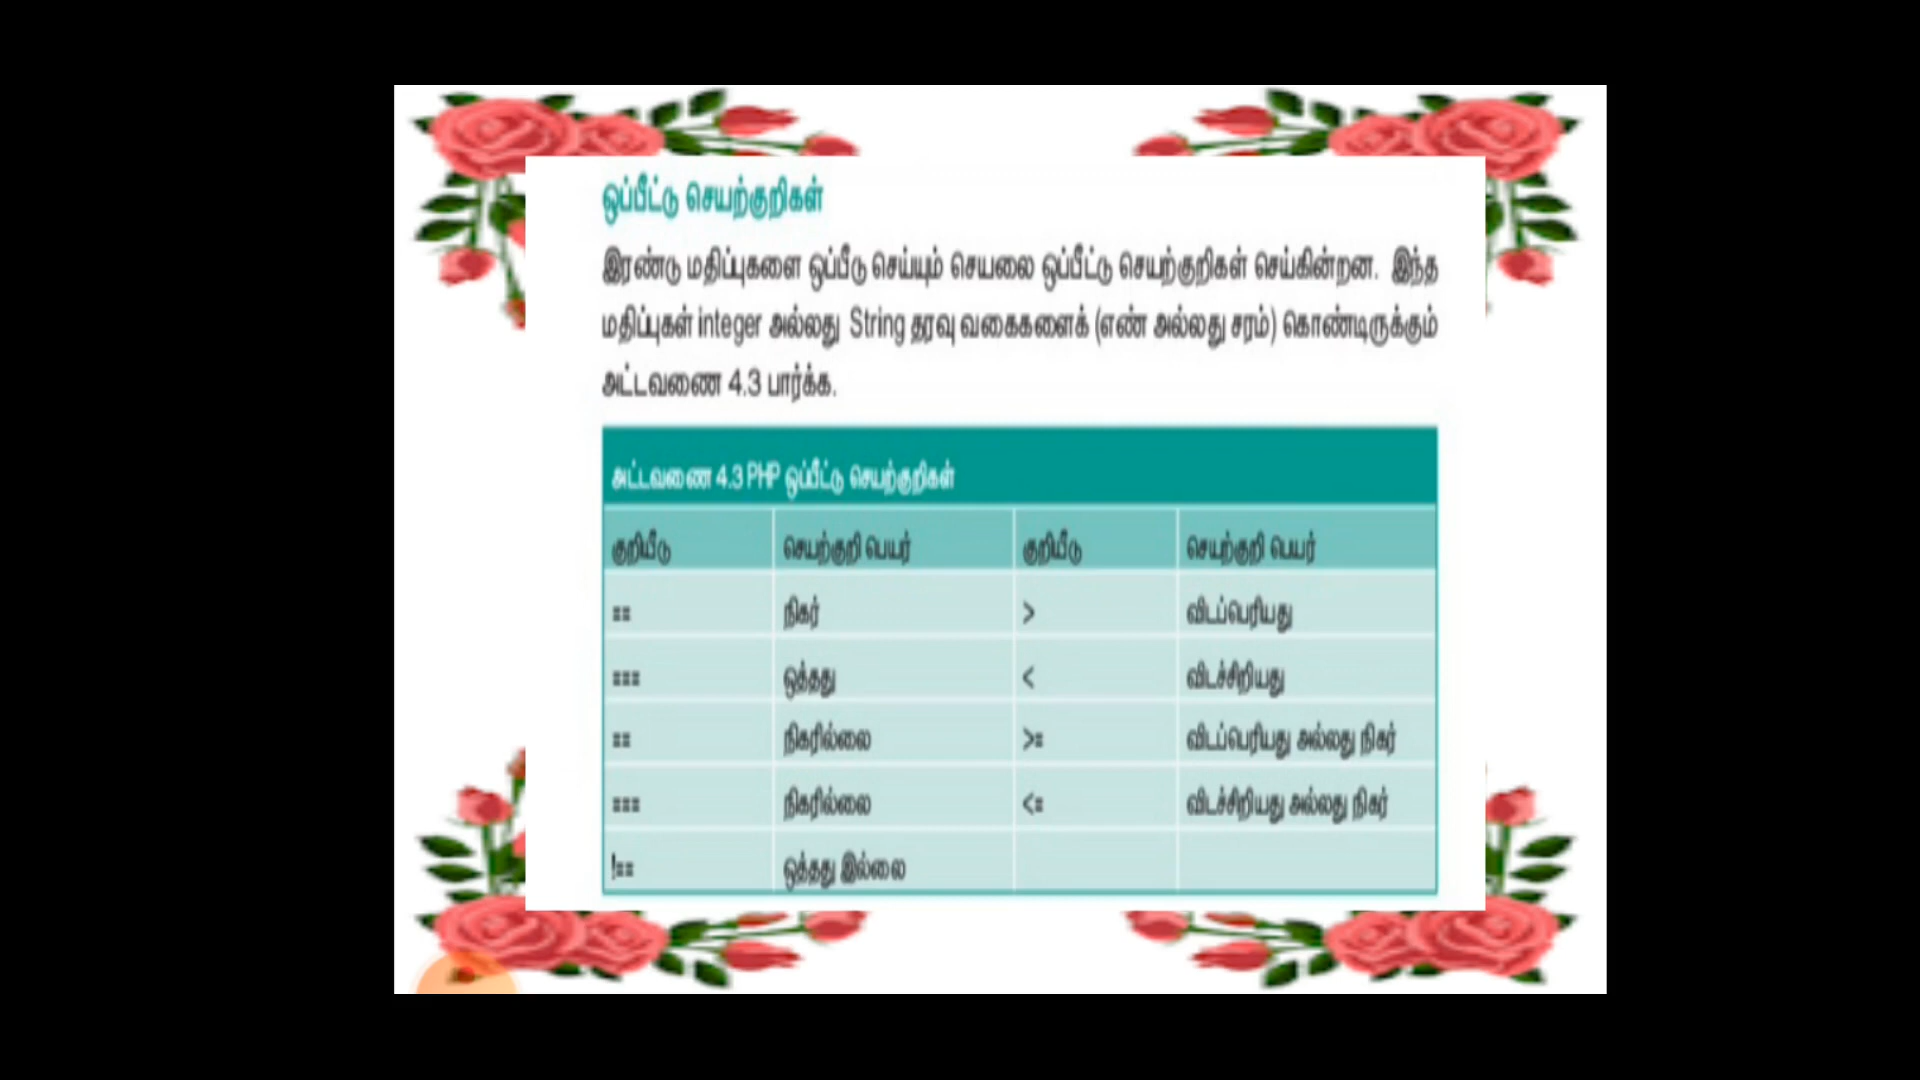 ஒப்பீட்டு செயற்குறிகள்
இரண்டு மதிப்புகளை ஒப்பீடு செய்யும் செயலை ஒப்பீட்டு செயற்குறிகள் செய்கின்றன. இந்த
மதிப்புகள் integer அல்லது String தரவு வகைகளைக் (எண் அல்லது சரம்) கொண்டிருக்கும்
அட்டவணை 4.3 பார்க்க.
அட்டவணை 4.3 PHP ஒப்பீட்டு செயற்குறிகள்
குறியீடு செயற்குறி பெயர் குறியீடு செயற்குறி பெயர்
== நிகர் > விடப்பெரியது
=== ஒத்தது < விடச்சிறியது
== நிகரில்லை >= விடப்பெரியது அல்லது நிகர்
=== நிகரில்லை <= விடச்சிறியது அல்லது நிகர்
!== ஒத்தது இல்லை